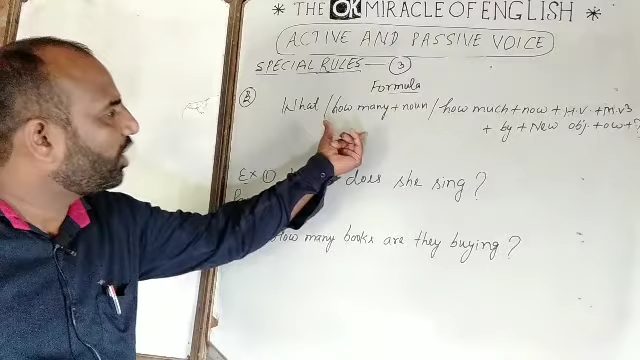 * THE OK MIRACLE OF ENGLISH *
ACTIVE AND PASSIVE VOICE
SPECIAL RULES - 3
Formula
B What / how many + noun / how much + noun + H.V. + M.V3
+ by + New obj + ow + ?
Ex 1 does she sing?
How many books are they buying?